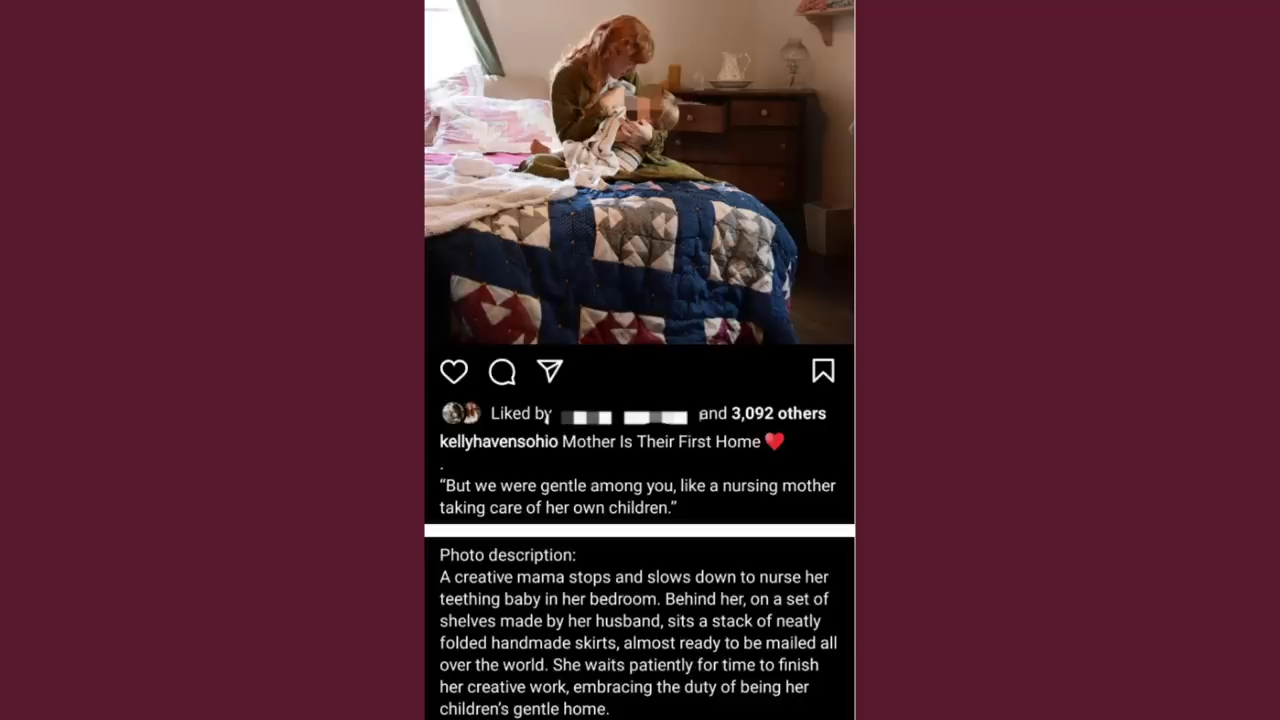 Liked by and 3,092 others
kellyhavensohio Mother Is Their First Home ❤️
.
“But we were gentle among you, like a nursing mother
taking care of her own children.”
Photo description:
A creative mama stops and slows down to nurse her
teething baby in her bedroom. Behind her, on a set of
shelves made by her husband, sits a stack of neatly
folded handmade skirts, almost ready to be mailed all
over the world. She waits patiently for time to finish
her creative work, embracing the duty of being her
children’s gentle home.